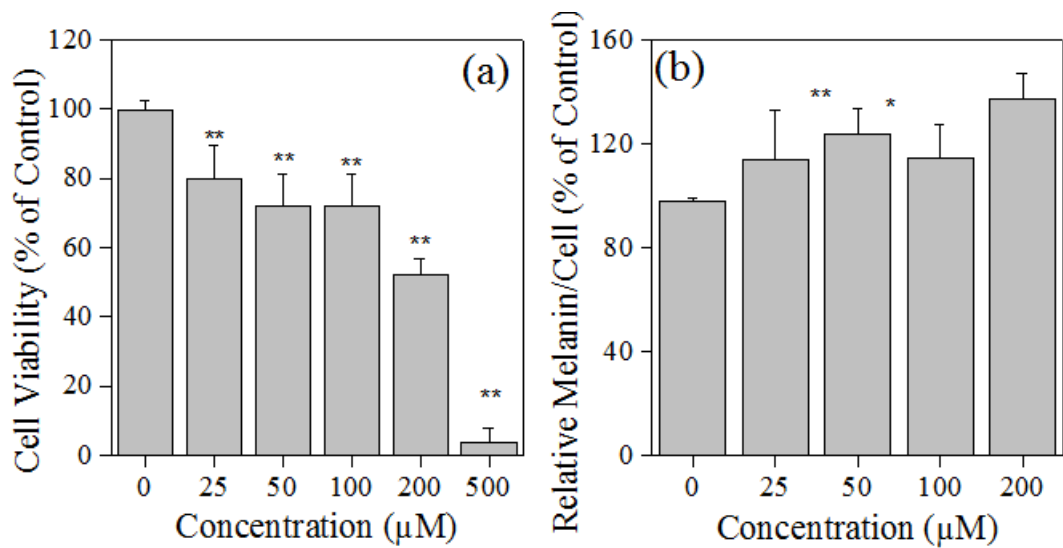 (a)
Cell Viability (% of Control)
120
100
80
60
40
20
0
**
**
**
**
**
0 25 50 100 200 500
Concentration (µM)
(b)
Relative Melanin/Cell (% of Control)
160
120
80
40
0
** *
0 25 50 100 200
Concentration (µM)